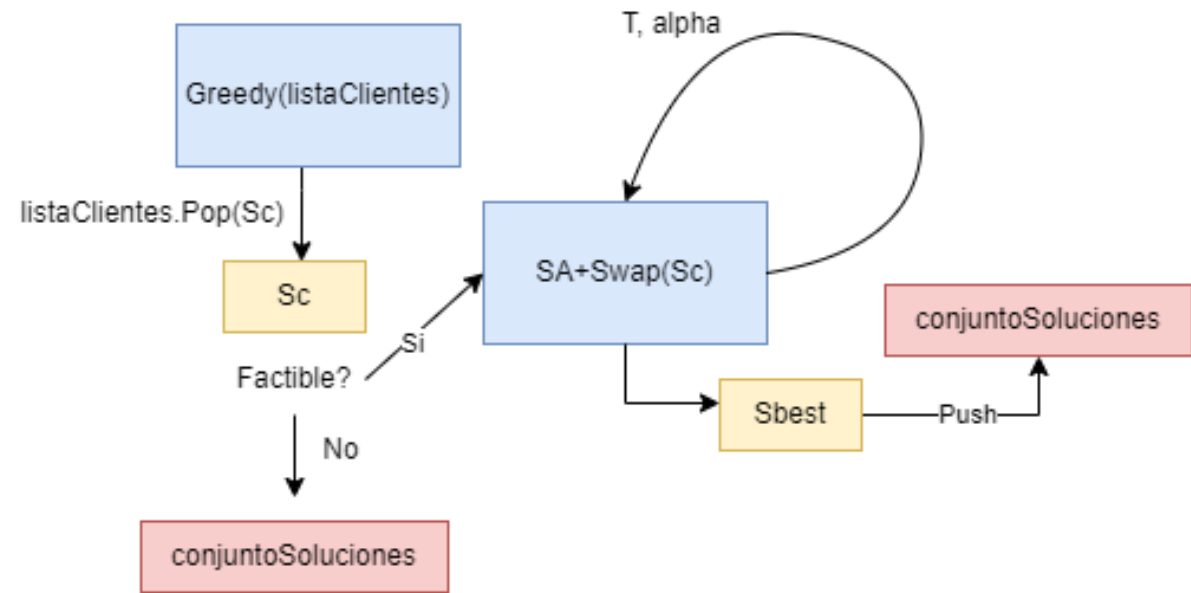 T, alpha
Greedy(listaClientes)
listaClientes.Pop(Sc)
Sc
SA+Swap(Sc)
Si
Factible?
No
conjuntoSoluciones
Sbest
Push
conjuntoSoluciones